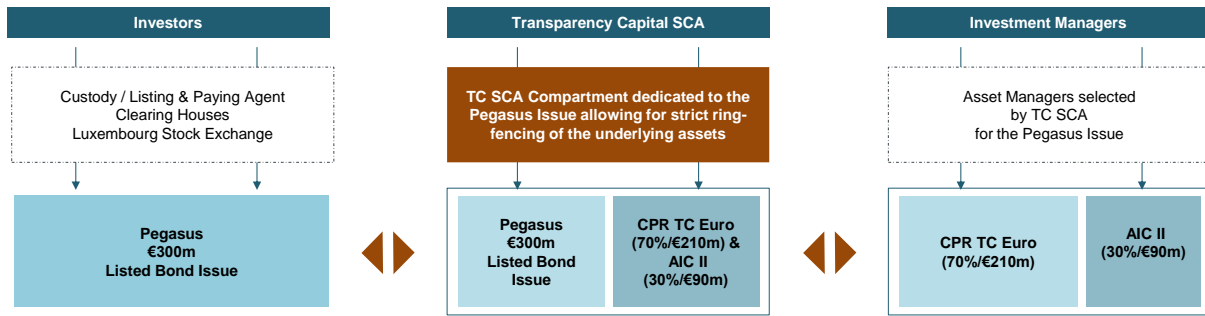 Investors
Transparency Capital SCA
Investment Managers
Custody / Listing & Paying Agent
Clearing Houses
Luxembourg Stock Exchange
TC SCA Compartment dedicated to the
Pegasus Issue allowing for strict ring-
fencing of the underlying assets
Asset Managers selected
by TC SCA
for the Pegasus Issue
Pegasus
€300m
Listed Bond Issue
Pegasus
€300m
Listed Bond
Issue
CPR TC Euro
(70%/€210m) &
AIC II
(30%/€90m)
CPR TC Euro
(70%/€210m)
AIC II
(30%/€90m)